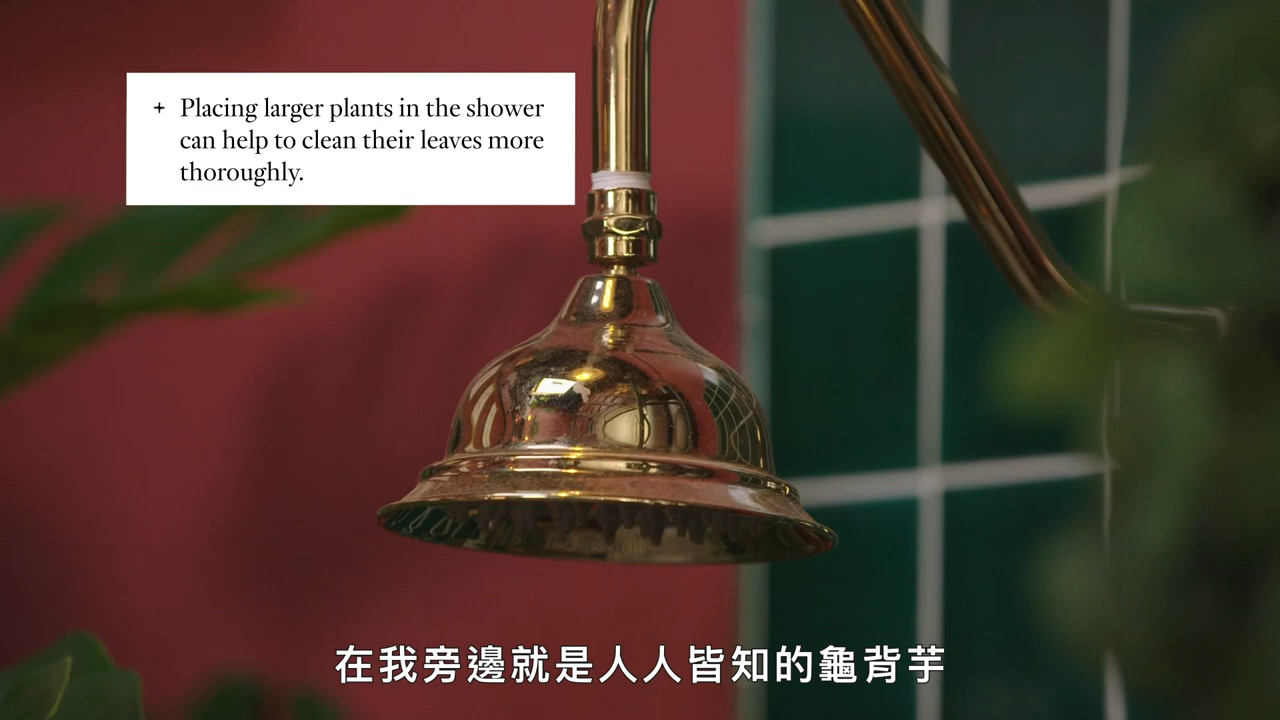 + Placing larger plants in the shower
can help to clean their leaves more
thoroughly.
在我旁邊就是人人皆知的龜背芋